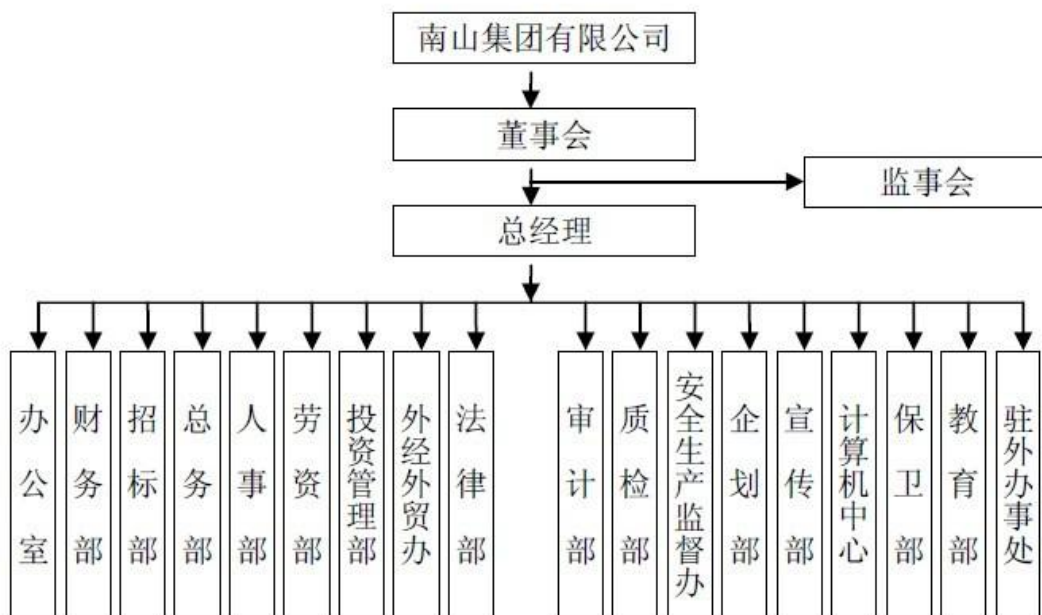 南山集团有限公司
董事会
监事会
总经理
办公室
财务部
招标部
总务部
人事部
劳资部
投资管理部
外经外贸办
法律部
审计部
质检部
安全生产监督办
企划部
宣传部
计算机中心
保卫部
教育部
驻外办事处